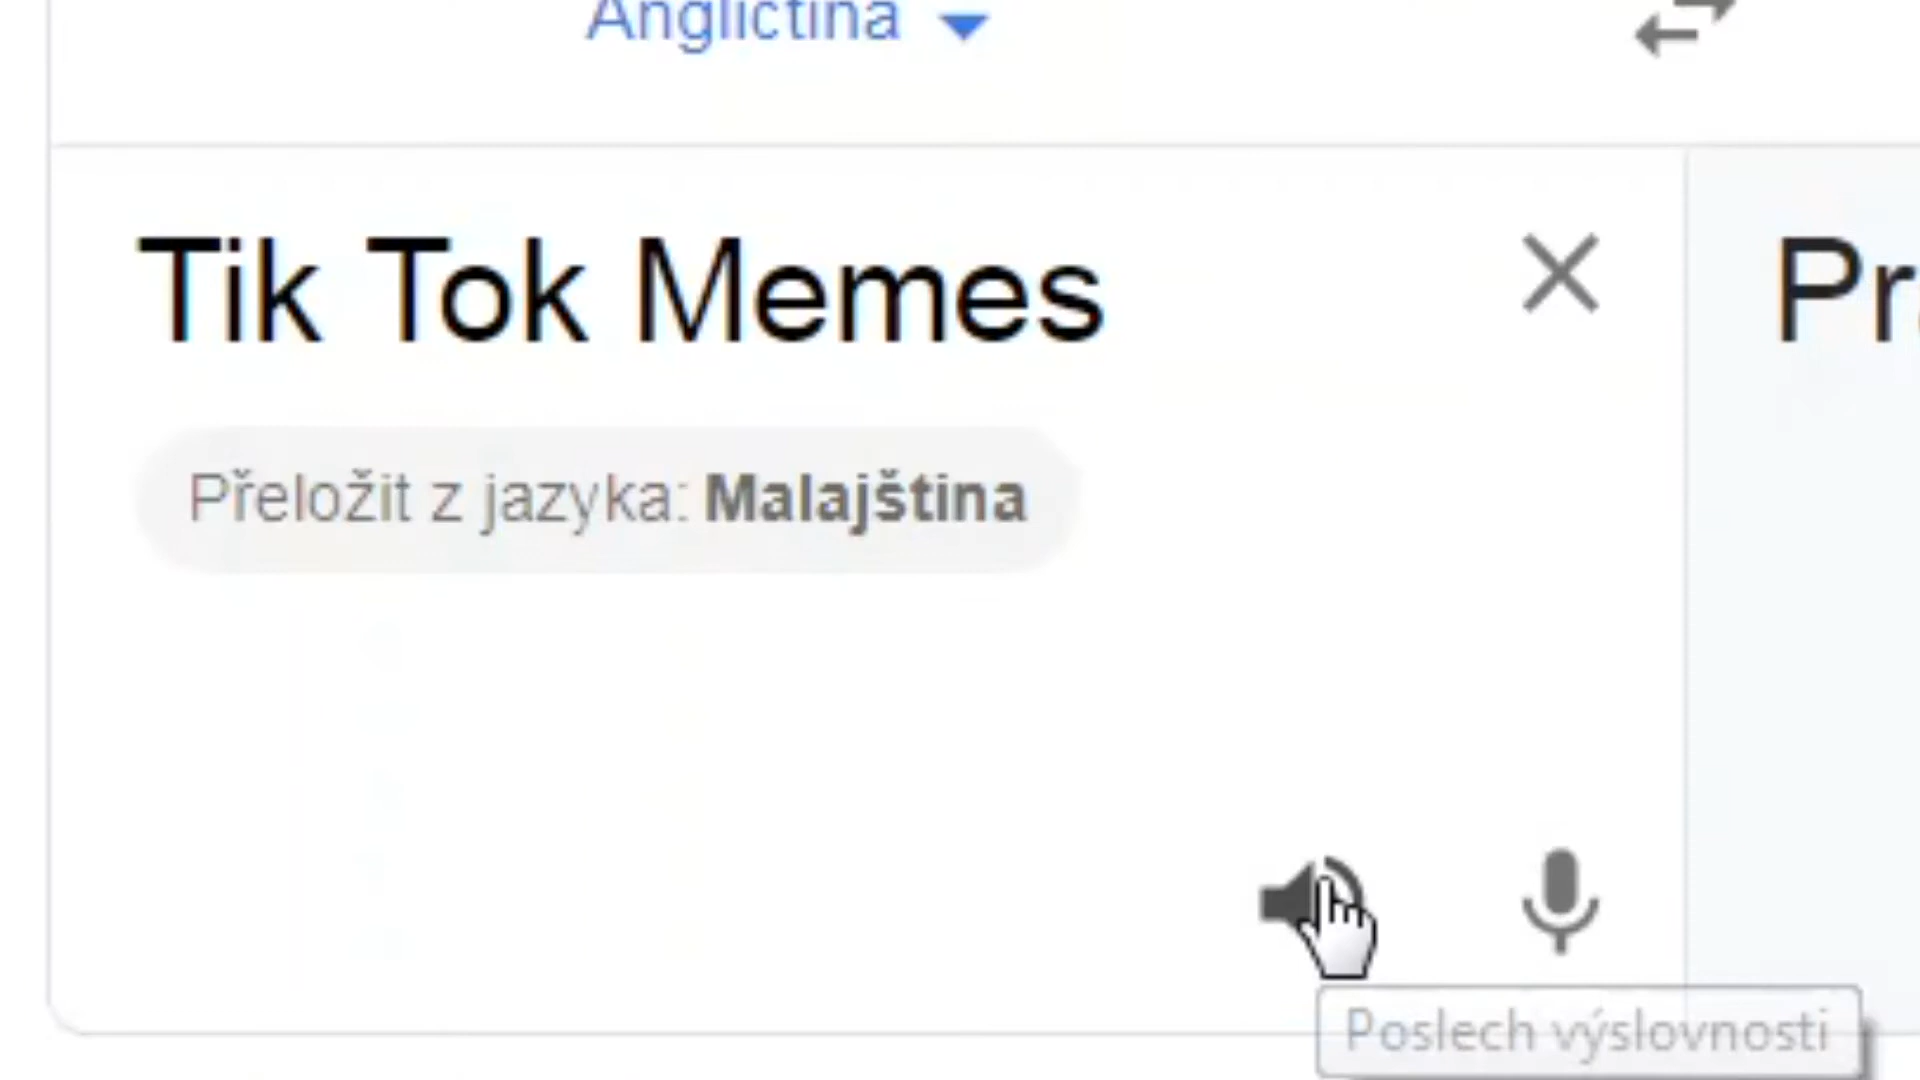 Angličtina
Tik Tok Memes
Přeložit z jazyka: Malajština
Poslech výslovnosti